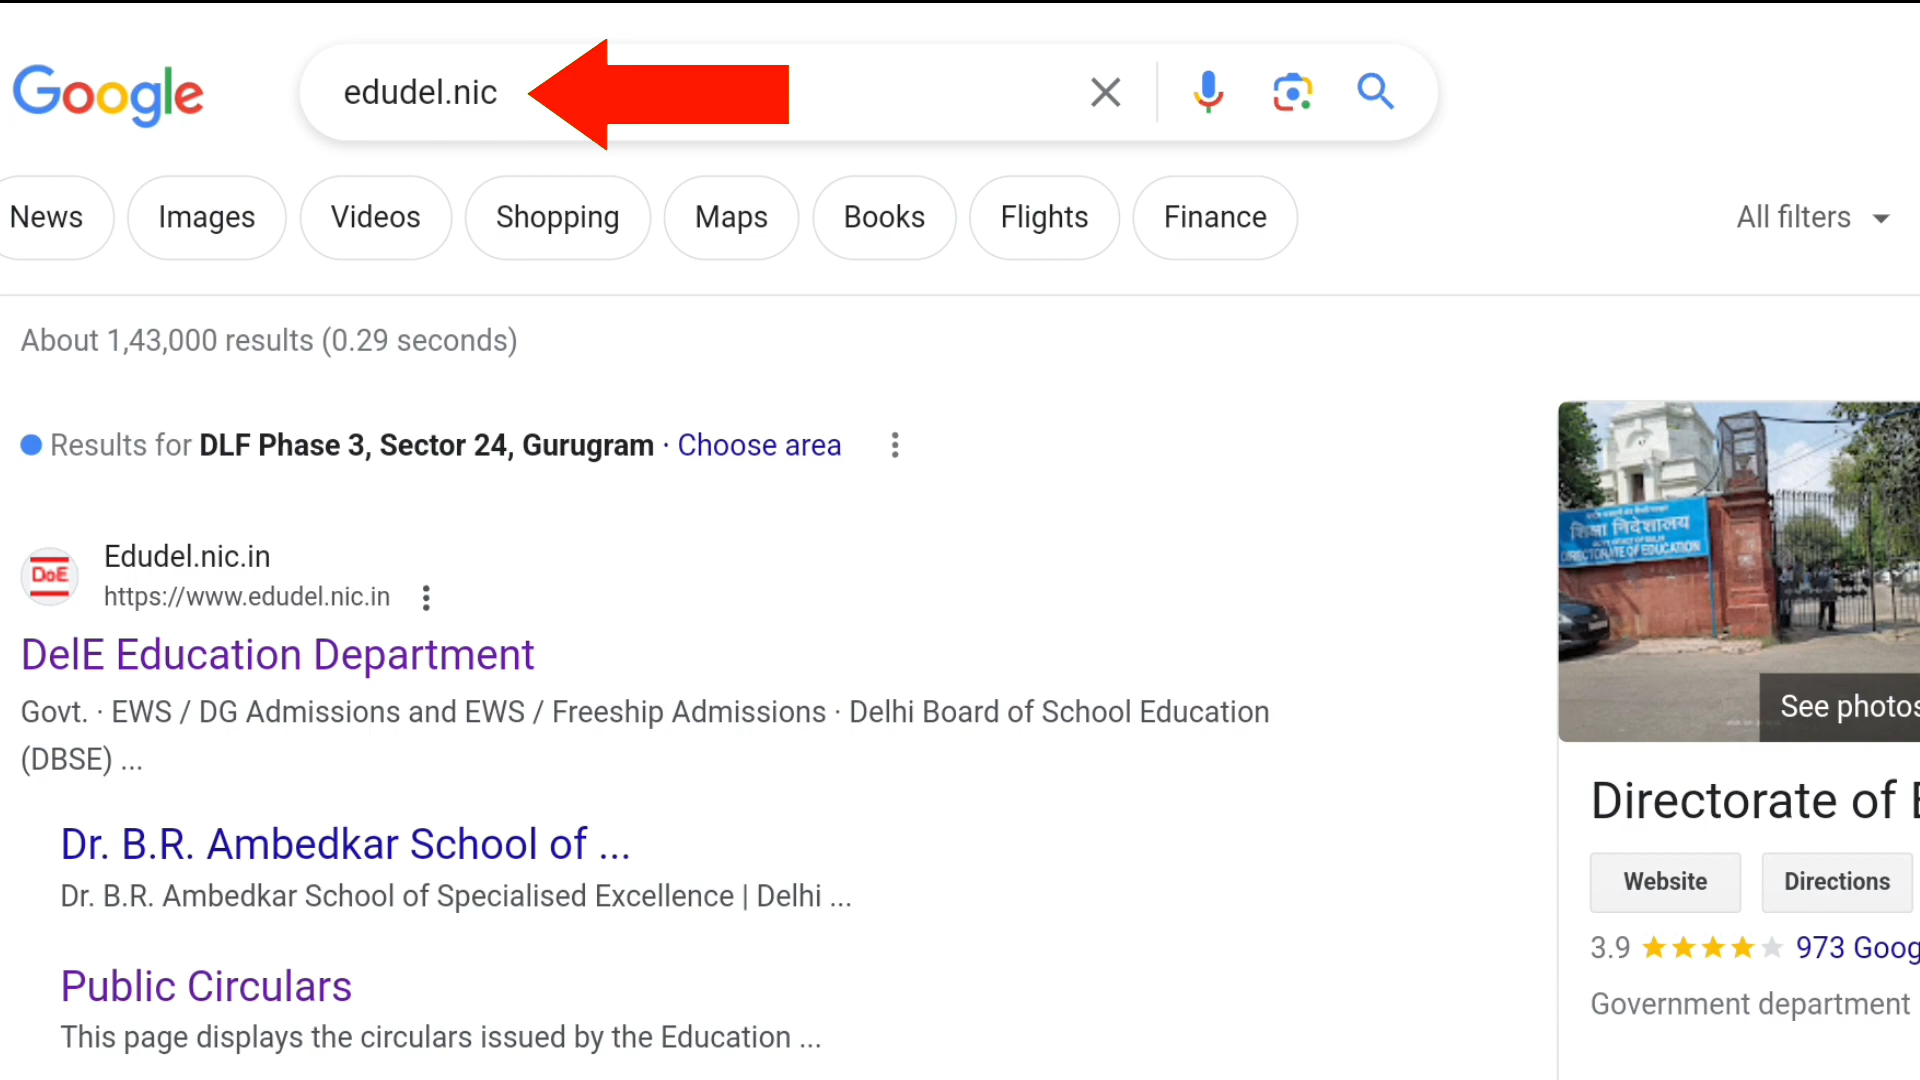 Google
edudel.nic
News Images Videos Shopping Maps Books Flights Finance All filters
About 1,43,000 results (0.29 seconds)
Results for DLF Phase 3, Sector 24, Gurugram · Choose area
DoE
Edudel.nic.in
https://www.edudel.nic.in
DelE Education Department
Govt. · EWS / DG Admissions and EWS / Freeship Admissions · Delhi Board of School Education
(DBSE) ...
Dr. B.R. Ambedkar School of ...
Dr. B.R. Ambedkar School of Specialised Excellence | Delhi ...
Public Circulars
This page displays the circulars issued by the Education ...
शिक्षा निदेशालय
DIRECTORATE OF EDUCATION
See photos
Directorate of E
Website Directions
3.9 973 Goog
Government department